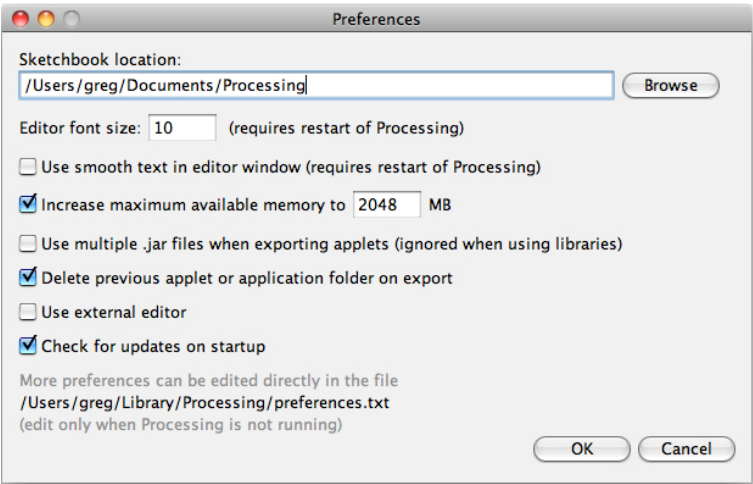 Preferences
Sketchbook location:
/Users/greg/Documents/Processing
Browse
Editor font size: 10 (requires restart of Processing)
Use smooth text in editor window (requires restart of Processing)
Increase maximum available memory to 2048 MB
Use multiple .jar files when exporting applets (ignored when using libraries)
Delete previous applet or application folder on export
Use external editor
Check for updates on startup
More preferences can be edited directly in the file
/Users/greg/Library/Processing/preferences.txt
(edit only when Processing is not running)
OK Cancel